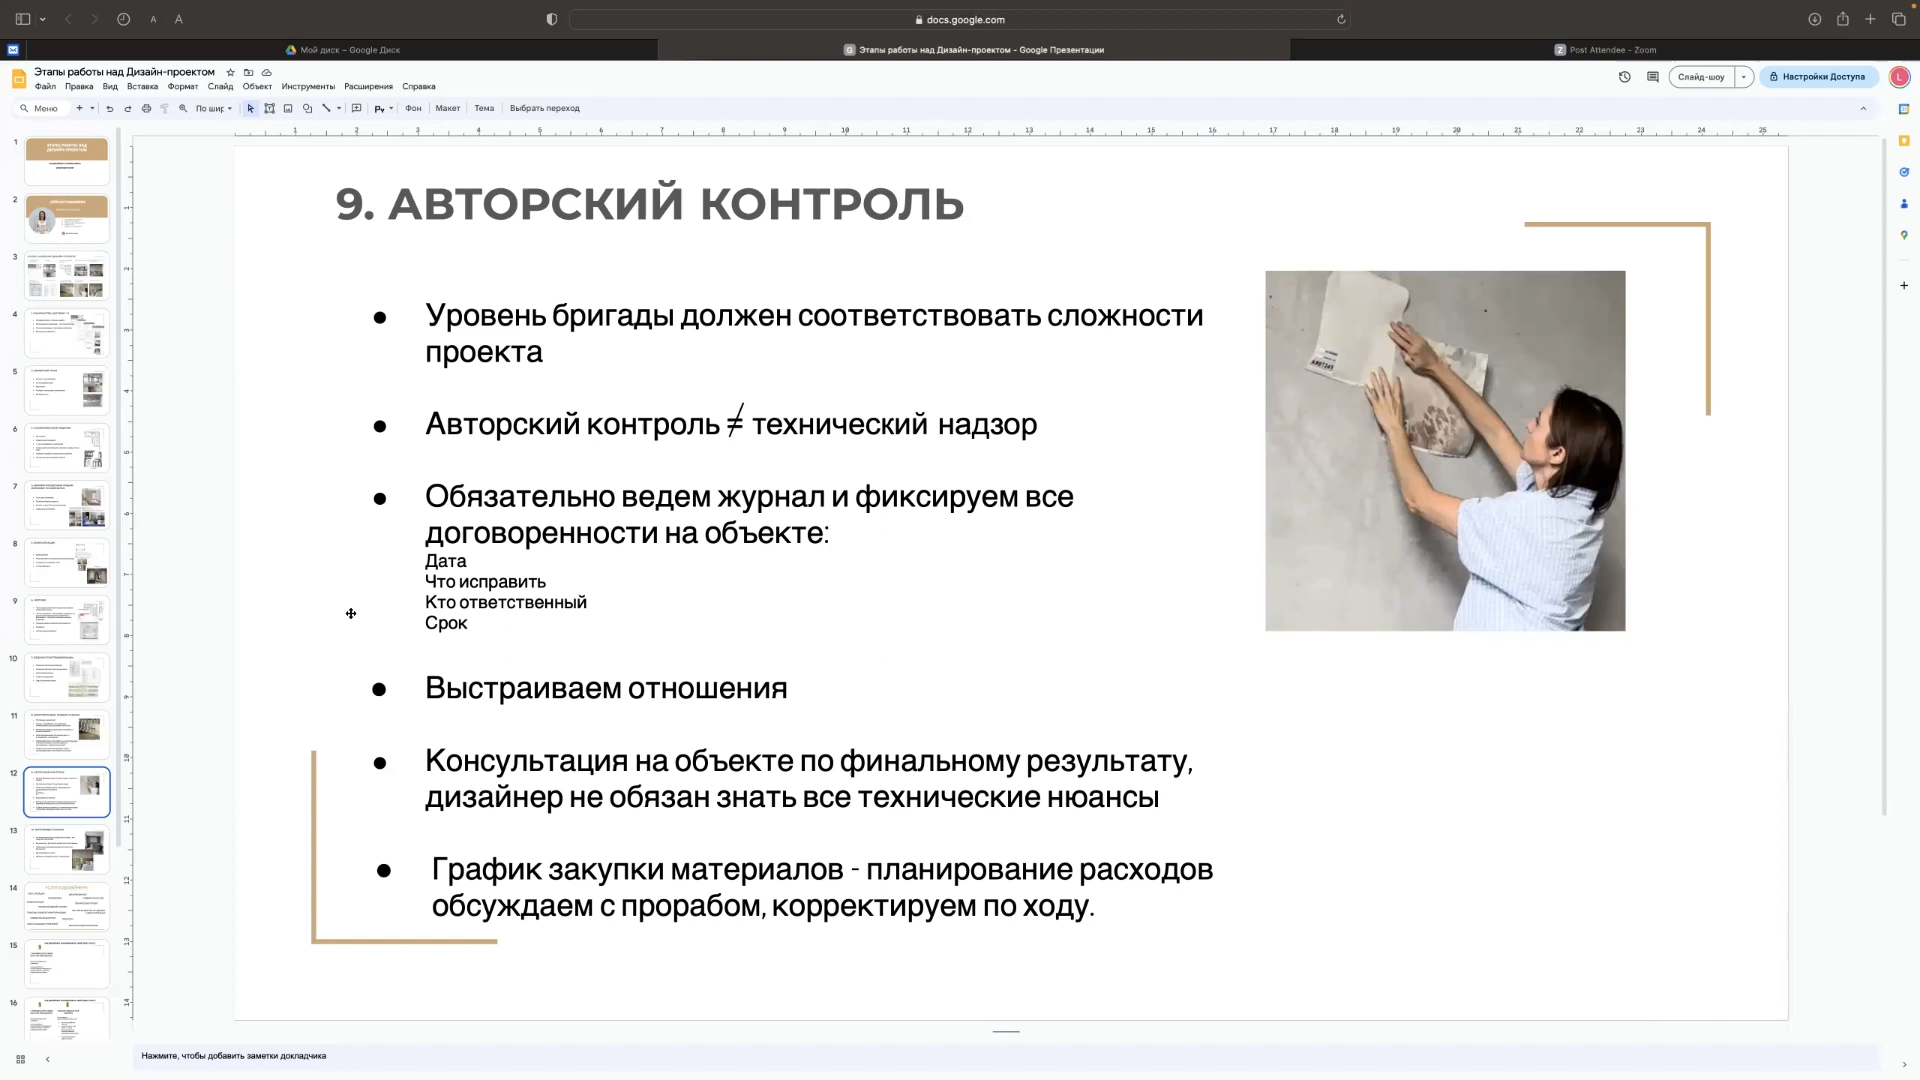 docs.google.com
Мой диск – Google Диск
Этапы работы над Дизайн-проектом - Google Презентации
Post Attendee - Zoom
Этапы работы над Дизайн-проектом
Файл Правка Вид Вставка Формат Слайд Объект Инструменты Расширения Справка
Слайд-шоу
Настройки Доступа
Меню
По шир
Фон Макет Тема Выбрать переход
9. АВТОРСКИЙ КОНТРОЛЬ
● Уровень бригады должен соответствовать сложности
проекта
● Авторский контроль ≠ технический надзор
● Обязательно ведем журнал и фиксируем все
договоренности на объекте:
Дата
Что исправить
Кто ответственный
Срок
● Выстраиваем отношения
● Консультация на объекте по финальному результату,
дизайнер не обязан знать все технические нюансы
● График закупки материалов - планирование расходов
обсуждаем с прорабом, корректируем по ходу.
Нажмите, чтобы добавить заметки докладчика